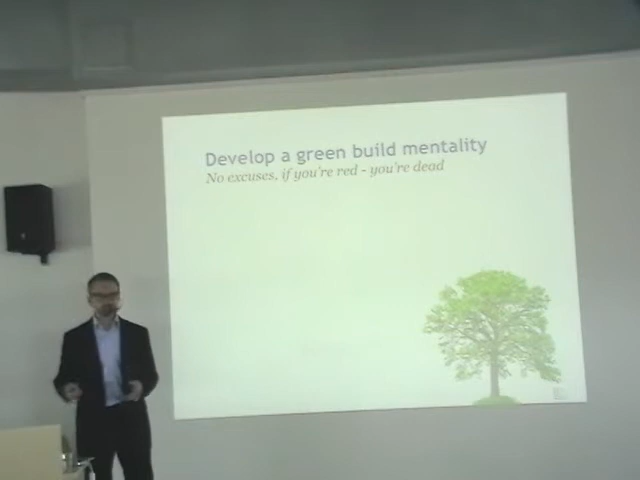 Develop a green build mentality
No excuses, if you're red - you're dead